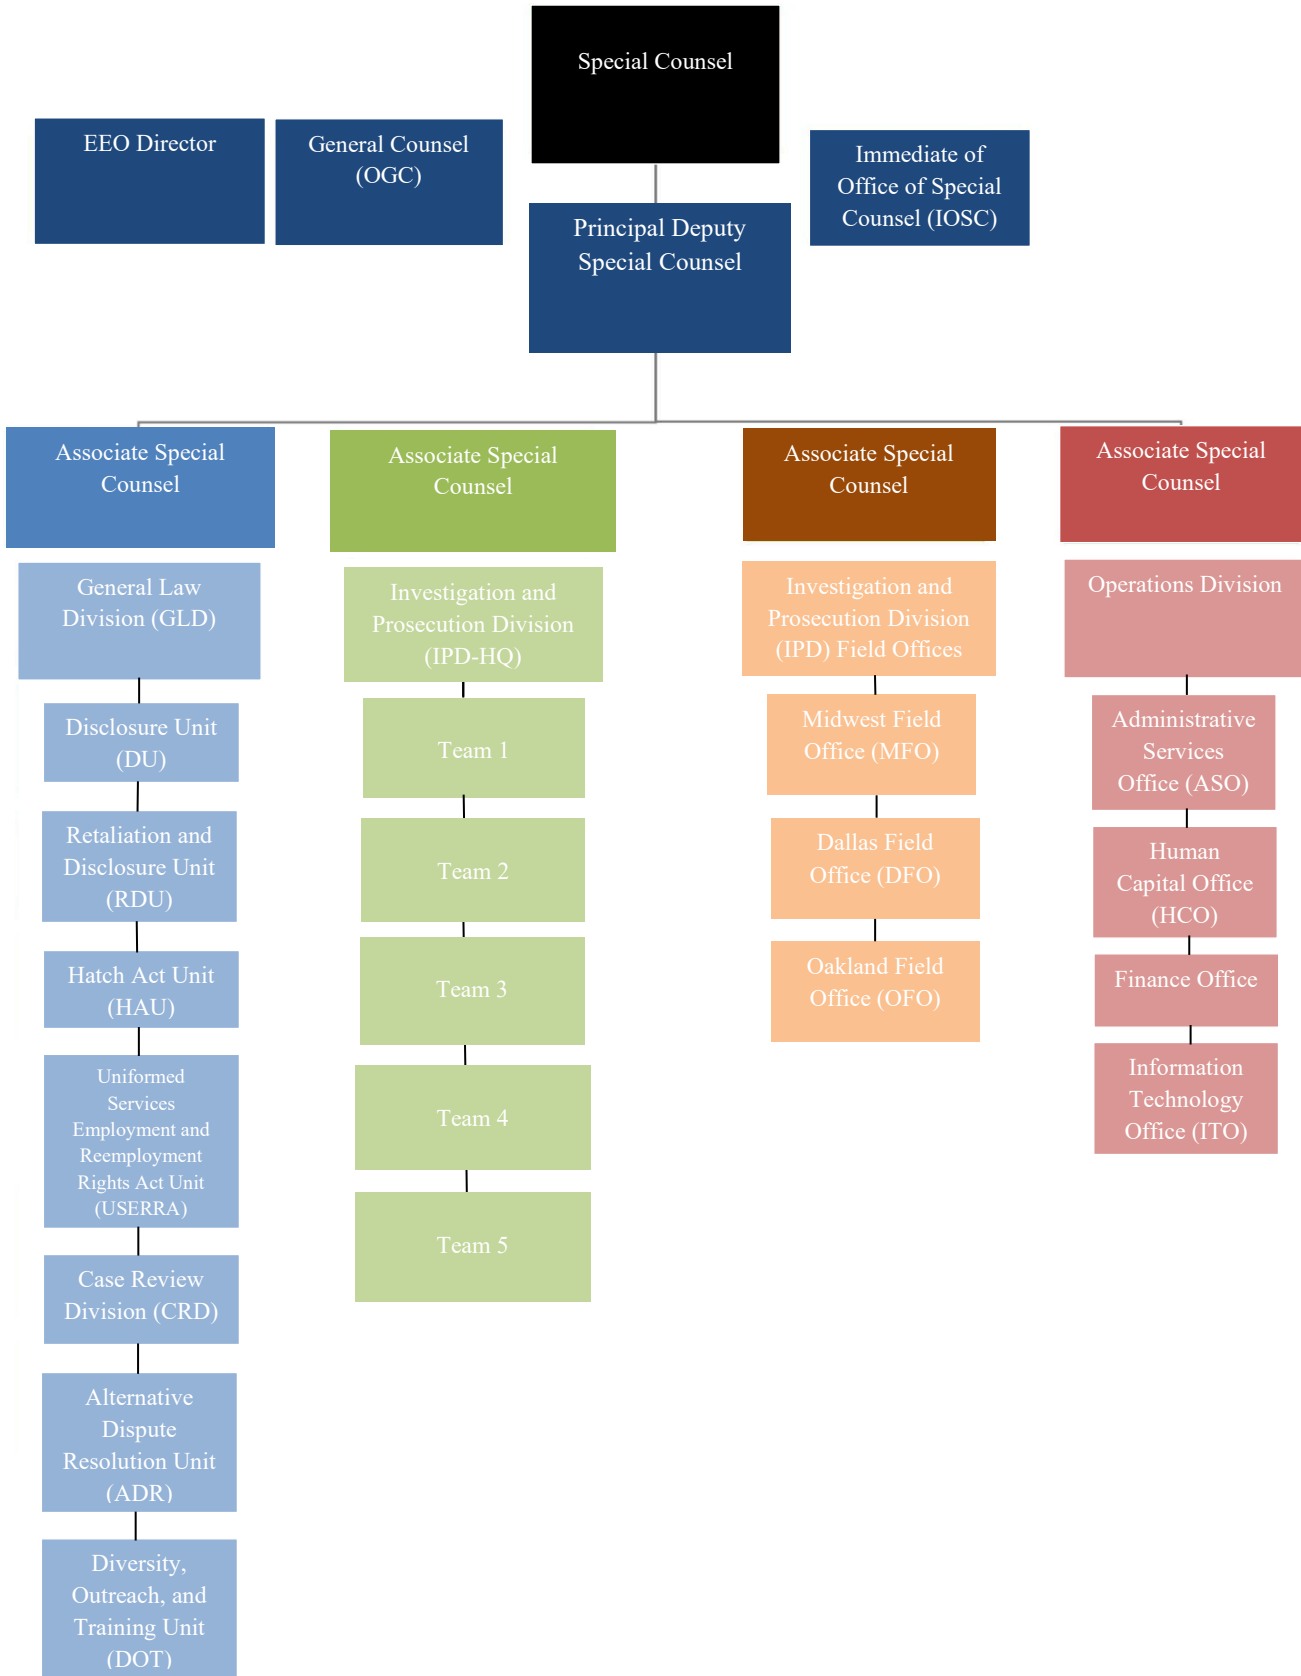 Special Counsel
EEO Director
General Counsel
(OGC)
Immediate of
Office of Special
Counsel (IOSC)
Principal Deputy
Special Counsel
Associate Special
Counsel
General Law
Division (GLD)
Disclosure Unit
(DU)
Retaliation and
Disclosure Unit
(RDU)
Hatch Act Unit
(HAU)
Uniformed
Services
Employment and
Reemployment
Rights Act Unit
(USERRA)
Case Review
Division (CRD)
Alternative
Dispute
Resolution Unit
(ADR)
Diversity,
Outreach, and
Training Unit
(DOT)
Associate Special
Counsel
Investigation and
Prosecution Division
(IPD-HQ)
Team 1
Team 2
Team 3
Team 4
Team 5
Associate Special
Counsel
Investigation and
Prosecution Division
(IPD) Field Offices
Midwest Field
Office (MFO)
Dallas Field
Office (DFO)
Oakland Field
Office (OFO)
Associate Special
Counsel
Operations Division
Administrative
Services
Office (ASO)
Human
Capital Office
(HCO)
Finance Office
Information
Technology
Office (ITO)